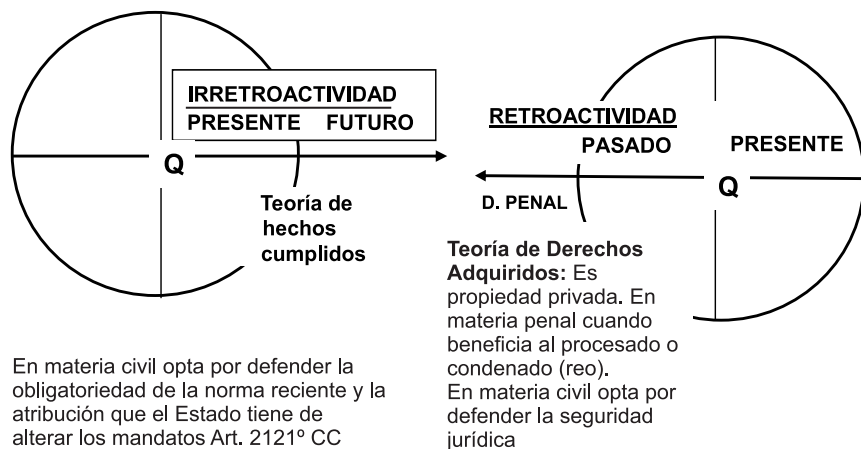 IRRETROACTIVIDAD
PRESENTE FUTURO
Q
Teoría de
hechos
cumplidos
En materia civil opta por defender la
obligatoriedad de la norma reciente y la
atribución que el Estado tiene de
alterar los mandatos Art. 2121º CC
RETROACTIVIDAD
PASADO PRESENTE
Q
D. PENAL
Teoría de Derechos
Adquiridos: Es
propiedad privada. En
materia penal cuando
beneficia al procesado o
condenado (reo).
En materia civil opta por
defender la seguridad
jurídica